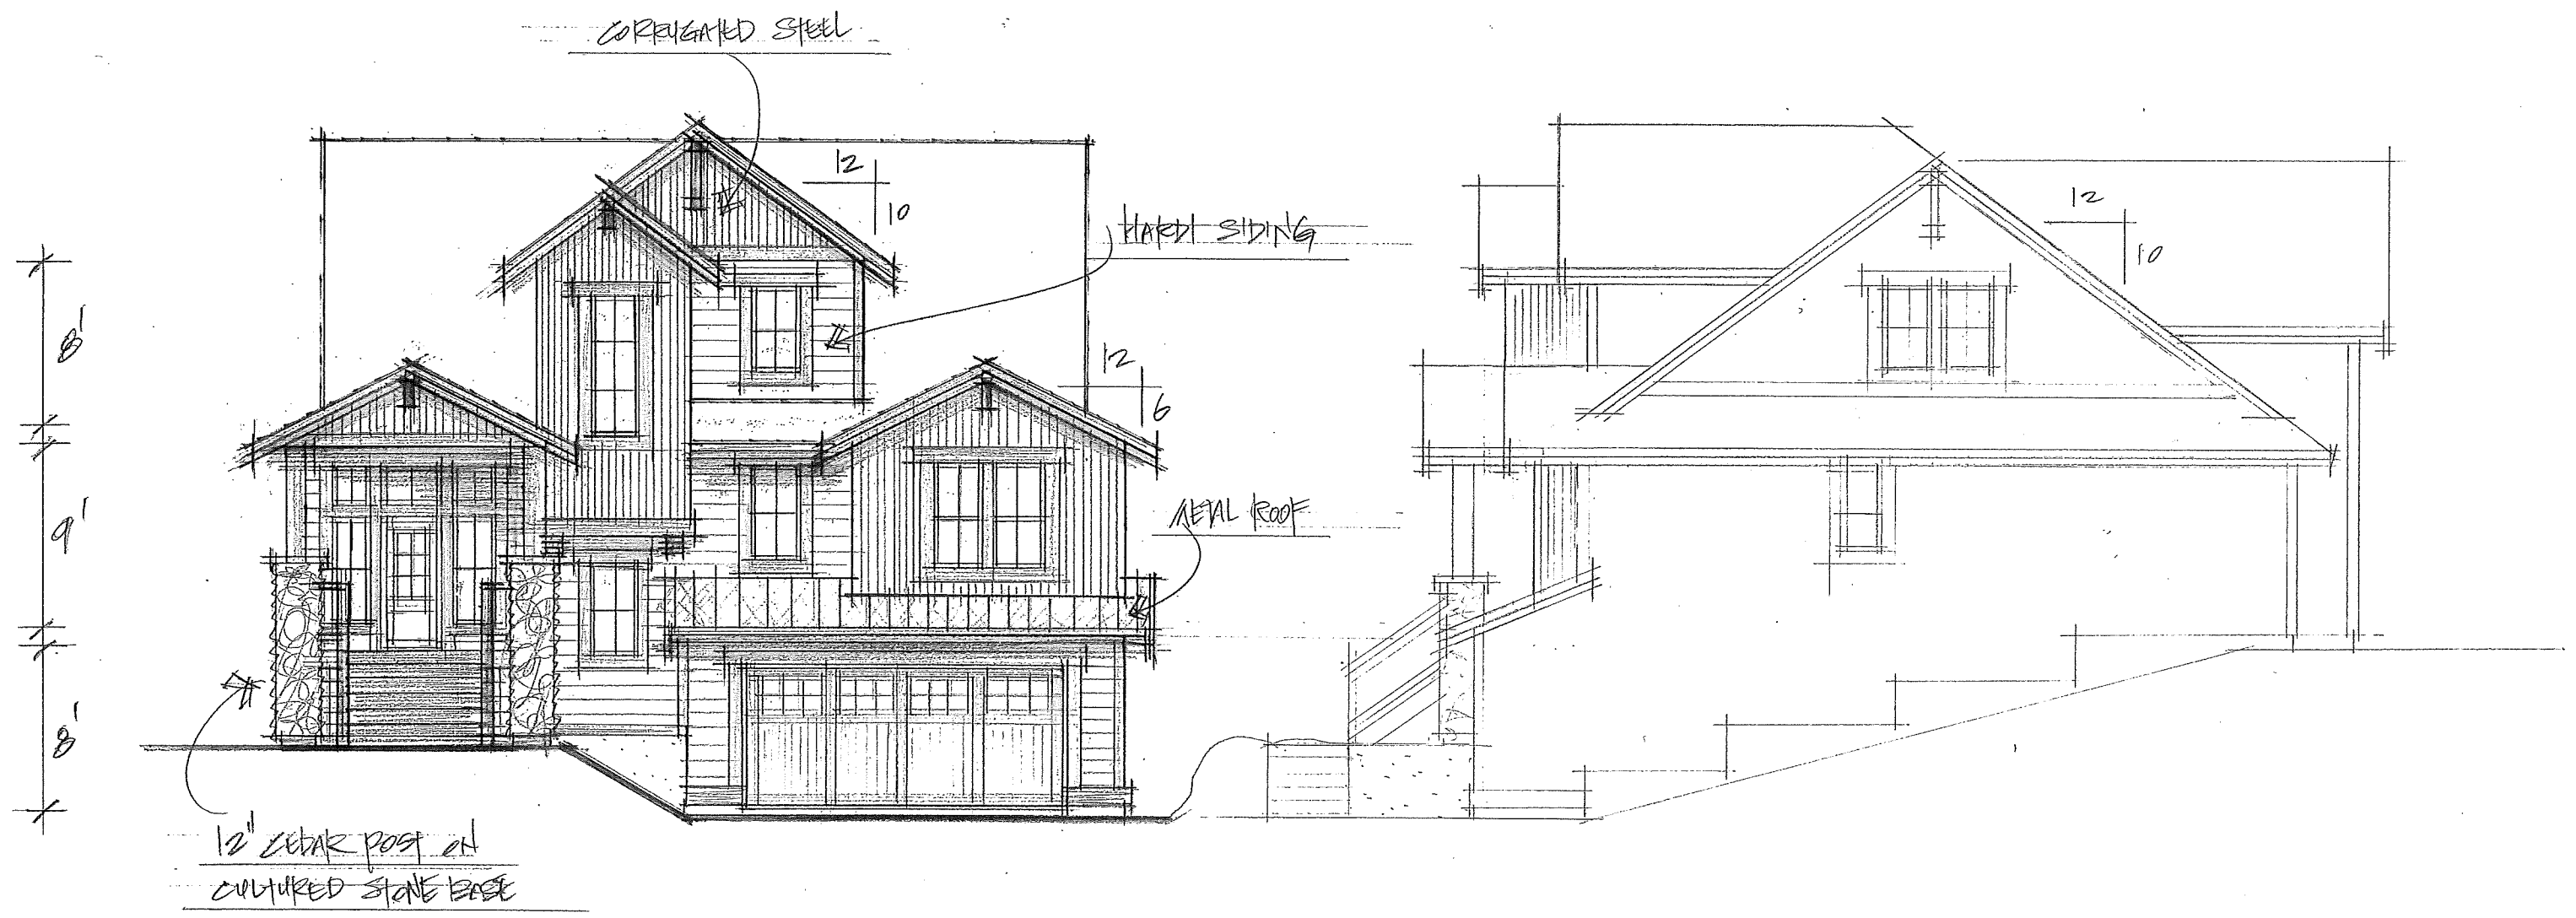 CORRUGATED STEEL
12
10
HARDI SIDING
12
10
8'
12
6
9'
METAL ROOF
8'
12" CEDAR POST ON
CULTURED STONE BASE